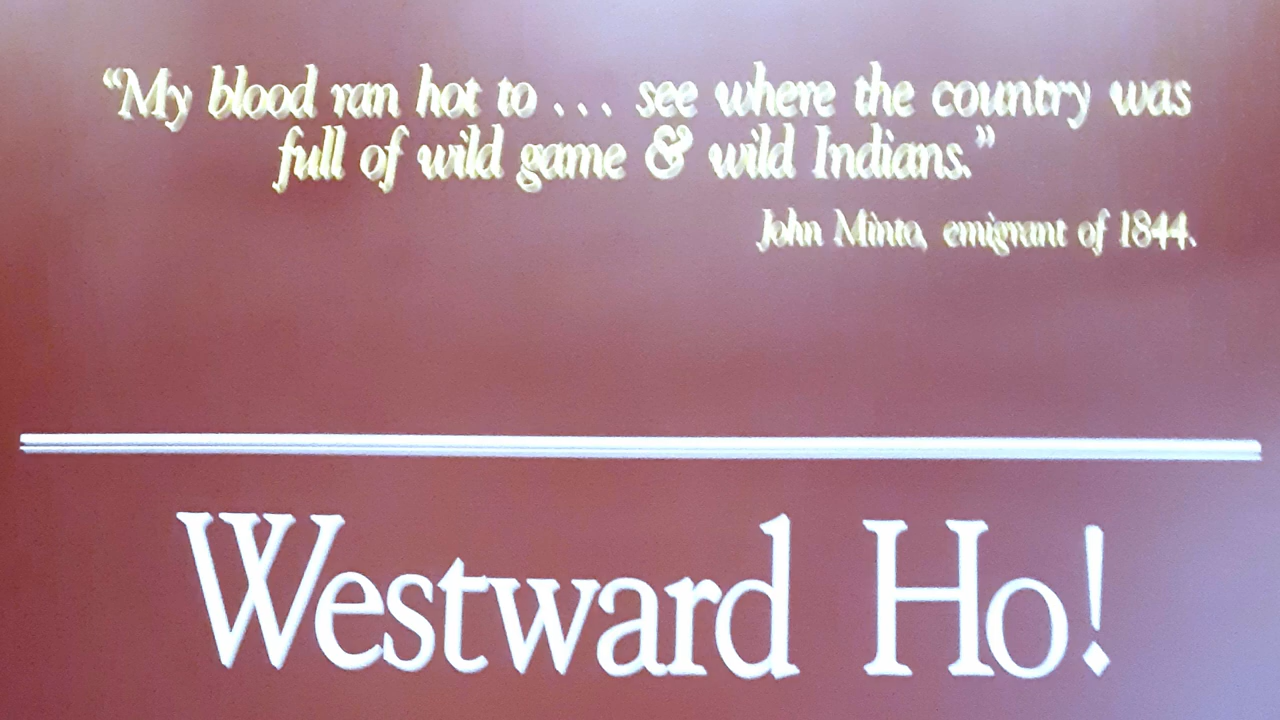 “My blood ran hot to . . . see where the country was
full of wild game & wild Indians.”
John Minto, emigrant of 1844.
Westward Ho!